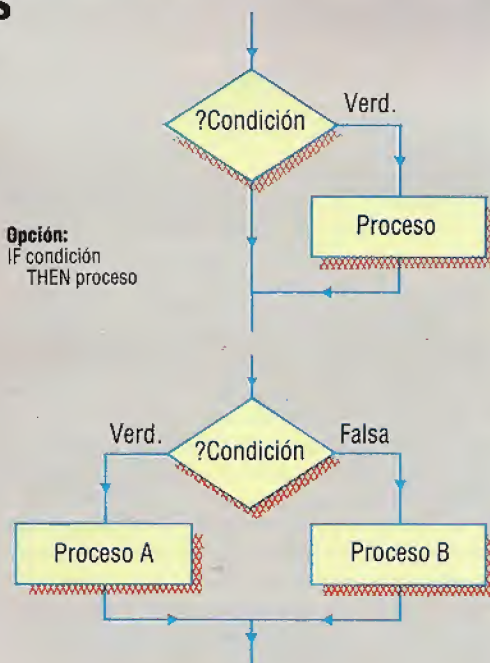 s
?Condición
Verd.
Proceso
Opción:
IF condición
THEN proceso
?Condición
Verd.
Falsa
Proceso A
Proceso B